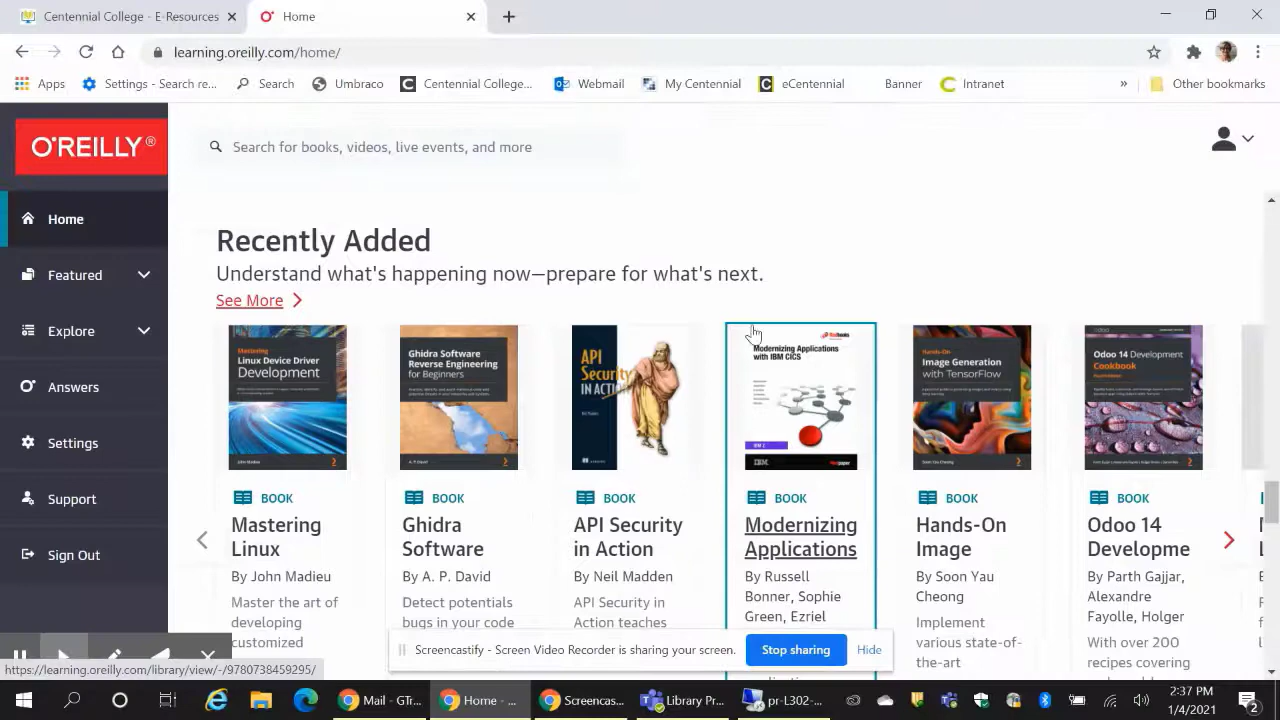 Centennial College - E-Resources
Home
learning.oreilly.com/home/
Apps
Settings - Search re...
Search
Umbraco
Centennial College...
Webmail
My Centennial
eCentennial
Banner
Intranet
»
Other bookmarks
O'REILLY®
Search for books, videos, live events, and more
Home
Featured
Explore
Answers
Settings
Support
Sign Out
Recently Added
Understand what's happening now—prepare for what's next.
See More
Mastering
Linux Device Driver
Development
Ghidra Software
Reverse Engineering
for Beginners
API
Security
IN ACTION
Redbooks
Modernizing Applications
with IBM CICS
IBM Z
IBM
Redpaper
Hands-On
Image Generation
with TensorFlow
odoo
Odoo 14 Development
Cookbook
BOOK
Mastering
Linux
By John Madieu
Master the art of
developing
customized
BOOK
Ghidra
Software
By A. P. David
Detect potentials
bugs in your code
BOOK
API Security
in Action
By Neil Madden
API Security in
Action teaches
BOOK
Modernizing
Applications
By Russell
Bonner, Sophie
Green, Ezriel
BOOK
Hands-On
Image
By Soon Yau
Cheong
Implement
various state-of-
the-art
BOOK
Odoo 14
Developme
By Parth Gajjar,
Alexandre
Fayolle, Holger
With over 200
recipes covering
Screencastify - Screen Video Recorder is sharing your screen.
Stop sharing
Hide
https://learning.oreilly.com/library/view/-/9780738459295/
Mail - GT...
Home - ...
Screencas...
Library Pr...
pr-L302-...
2:37 PM
1/4/2021
2